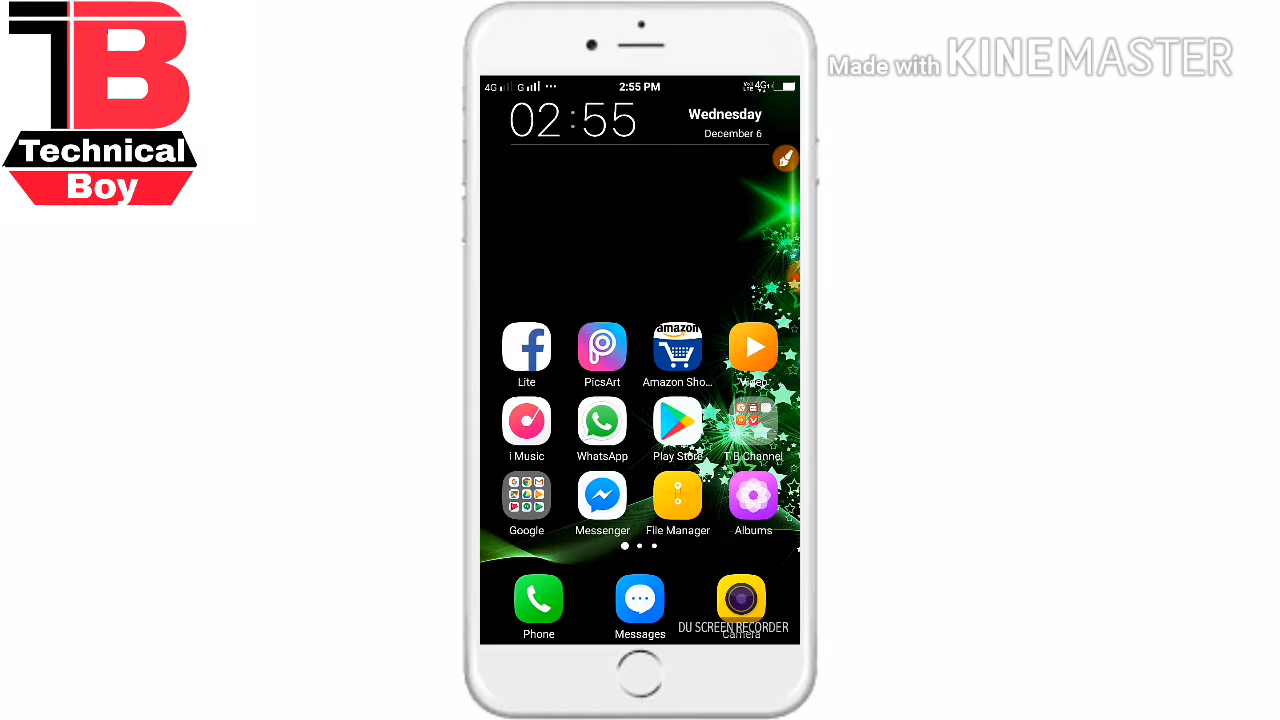 TB
Technical
Boy
Made with KINEMASTER
4G G ••• 2:55 PM 4G+
02:55
Wednesday
December 6
amazon
Lite PicsArt Amazon Sho... Video
i Music WhatsApp Play Store T B Channel
Google Messenger File Manager Albums
DU SCREEN RECORDER
Phone Messages Camera